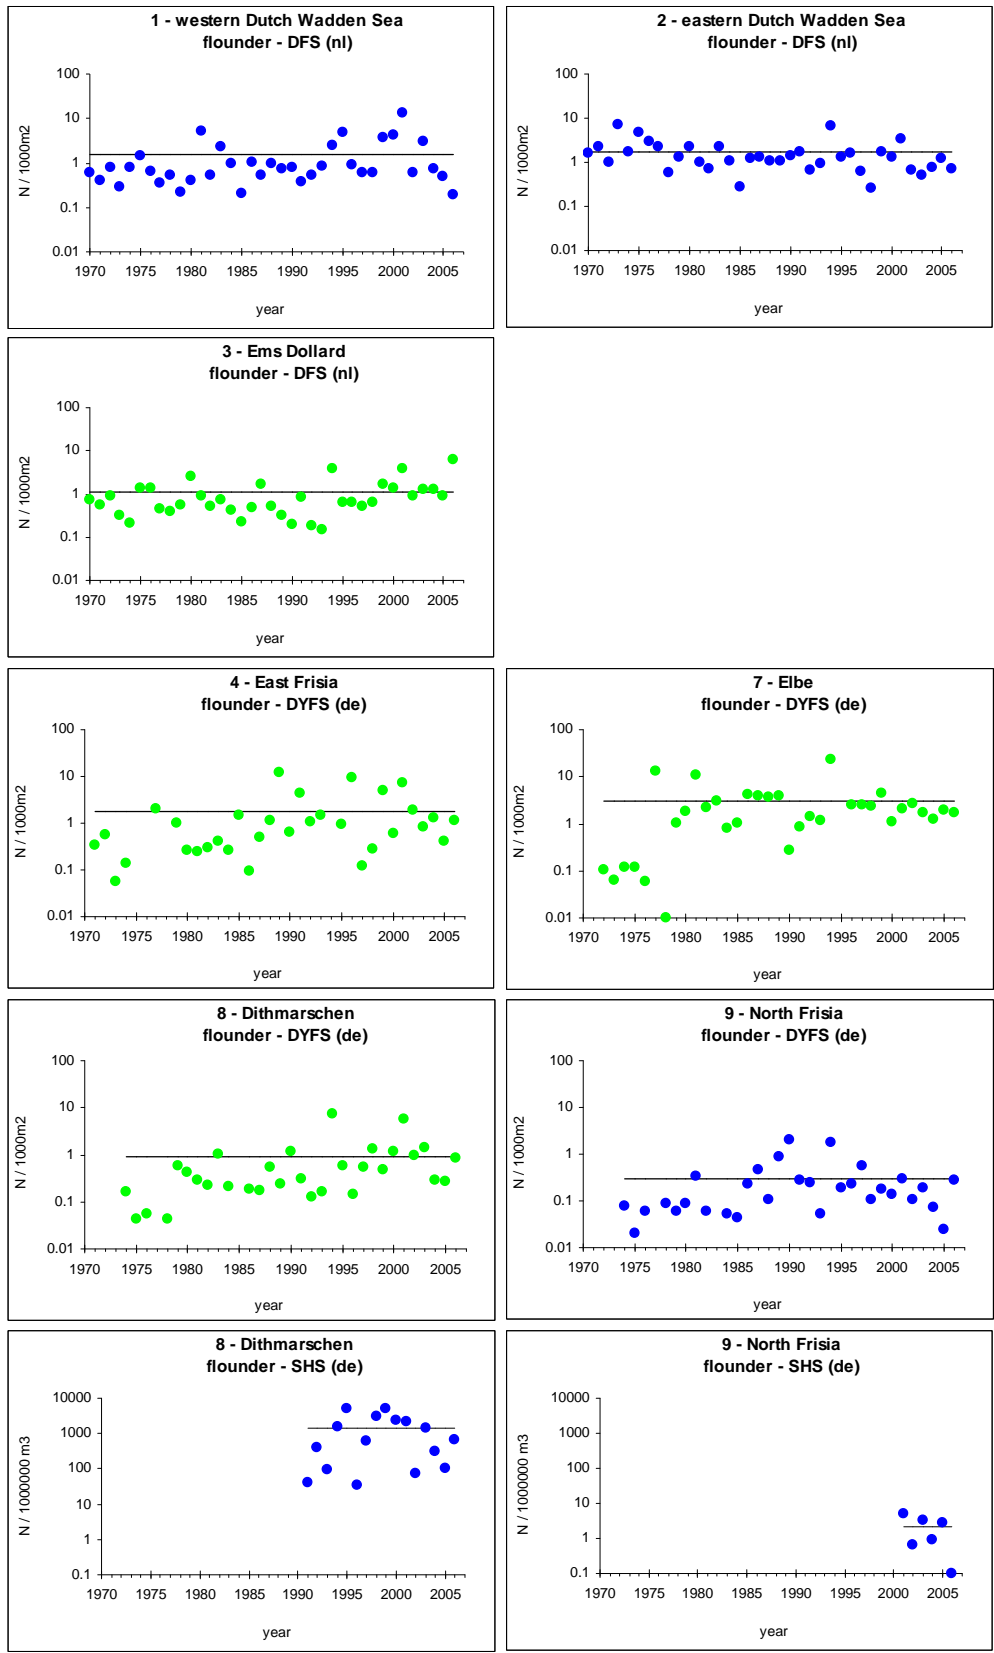 1 - western Dutch Wadden Sea
flounder - DFS (nl)
100
10
1
0.1
0.01
N / 1000m2
1970 1975 1980 1985 1990 1995 2000 2005
year
2 - eastern Dutch Wadden Sea
flounder - DFS (nl)
100
10
1
0.1
0.01
N / 1000m2
1970 1975 1980 1985 1990 1995 2000 2005
year
3 - Ems Dollard
flounder - DFS (nl)
100
10
1
0.1
0.01
N / 1000m2
1970 1975 1980 1985 1990 1995 2000 2005
year
4 - East Frisia
flounder - DYFS (de)
100
10
1
0.1
0.01
N / 1000m2
1970 1975 1980 1985 1990 1995 2000 2005
year
7 - Elbe
flounder - DYFS (de)
100
10
1
0.1
0.01
N / 1000m2
1970 1975 1980 1985 1990 1995 2000 2005
year
8 - Dithmarschen
flounder - DYFS (de)
100
10
1
0.1
0.01
N / 1000m2
1970 1975 1980 1985 1990 1995 2000 2005
year
9 - North Frisia
flounder - DYFS (de)
100
10
1
0.1
0.01
N / 1000m2
1970 1975 1980 1985 1990 1995 2000 2005
year
8 - Dithmarschen
flounder - SHS (de)
10000
1000
100
10
1
0.1
N / 1000000 m3
1970 1975 1980 1985 1990 1995 2000 2005
year
9 - North Frisia
flounder - SHS (de)
10000
1000
100
10
1
0.1
N / 1000000 m3
1970 1975 1980 1985 1990 1995 2000 2005
year